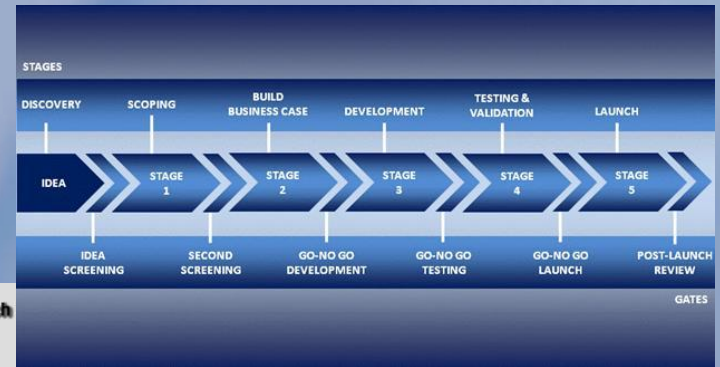 STAGES
DISCOVERY
SCOPING
BUILD
BUSINESS CASE
DEVELOPMENT
TESTING &
VALIDATION
LAUNCH
IDEA
STAGE
1
STAGE
2
STAGE
3
STAGE
4
STAGE
5
IDEA
SCREENING
SECOND
SCREENING
GO-NO GO
DEVELOPMENT
GO-NO GO
TESTING
GO-NO GO
LAUNCH
POST-LAUNCH
REVIEW
GATES